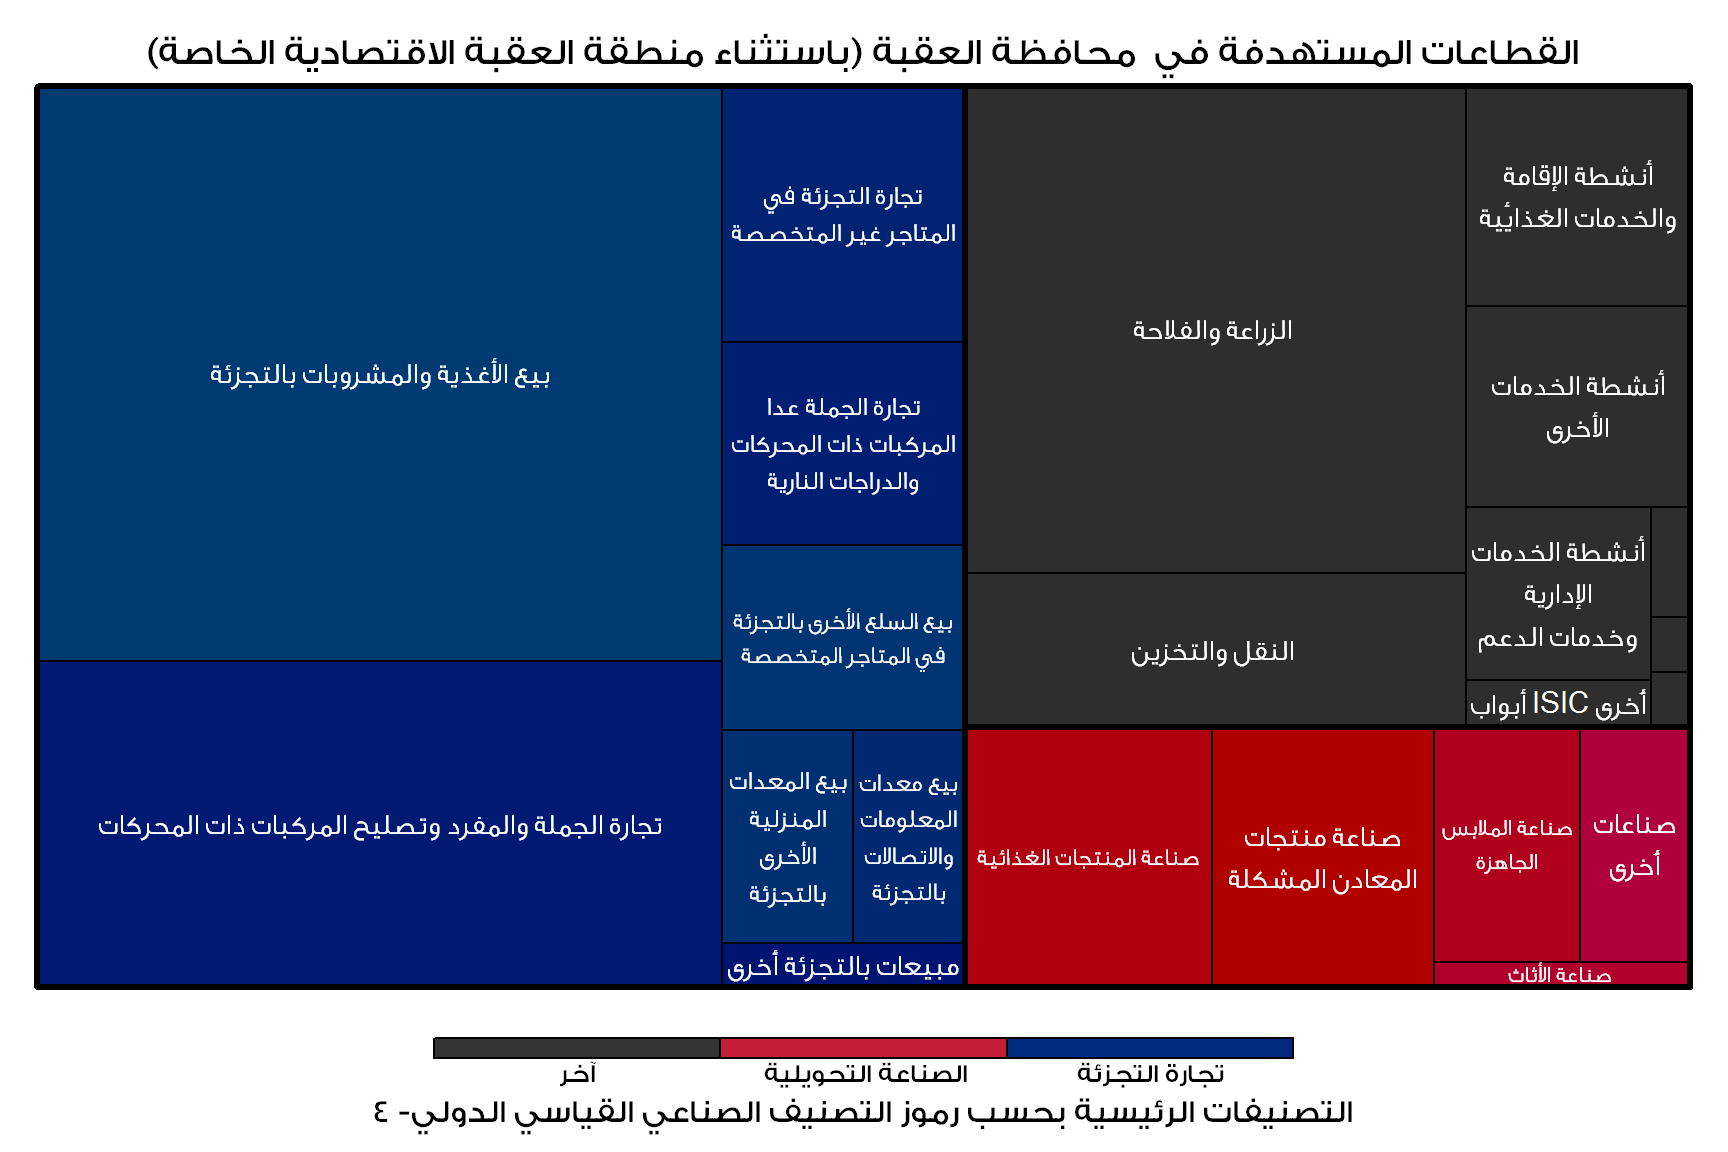 القطاعات المستهدفة في محافظة العقبة (باستثناء منطقة العقبة الاقتصادية الخاصة)
أنشطة الإقامة
والخدمات الغذائية
الزراعة والفلاحة
أنشطة الخدمات
الأخرى
أنشطة الخدمات
الإدارية
وخدمات الدعم
النقل والتخزين
أبواب ISIC أخرى
تجارة التجزئة في
المتاجر غير المتخصصة
بيع الأغذية والمشروبات بالتجزئة
تجارة الجملة عدا
المركبات ذات المحركات
والدراجات النارية
بيع السلع الأخرى بالتجزئة
في المتاجر المتخصصة
بيع معدات
المعلومات
والاتصالات
بالتجزئة
بيع المعدات
المنزلية
الأخرى
بالتجزئة
تجارة الجملة والمفرد وتصليح المركبات ذات المحركات
مبيعات بالتجزئة أخرى
صناعات
أخرى
صناعة الملابس
الجاهزة
صناعة منتجات
المعادن المشكلة
صناعة المنتجات الغذائية
صناعة الأثاث
تجارة التجزئة
الصناعة التحويلية
آخر
التصنيفات الرئيسية بحسب رموز التصنيف الصناعي القياسي الدولي- ٤